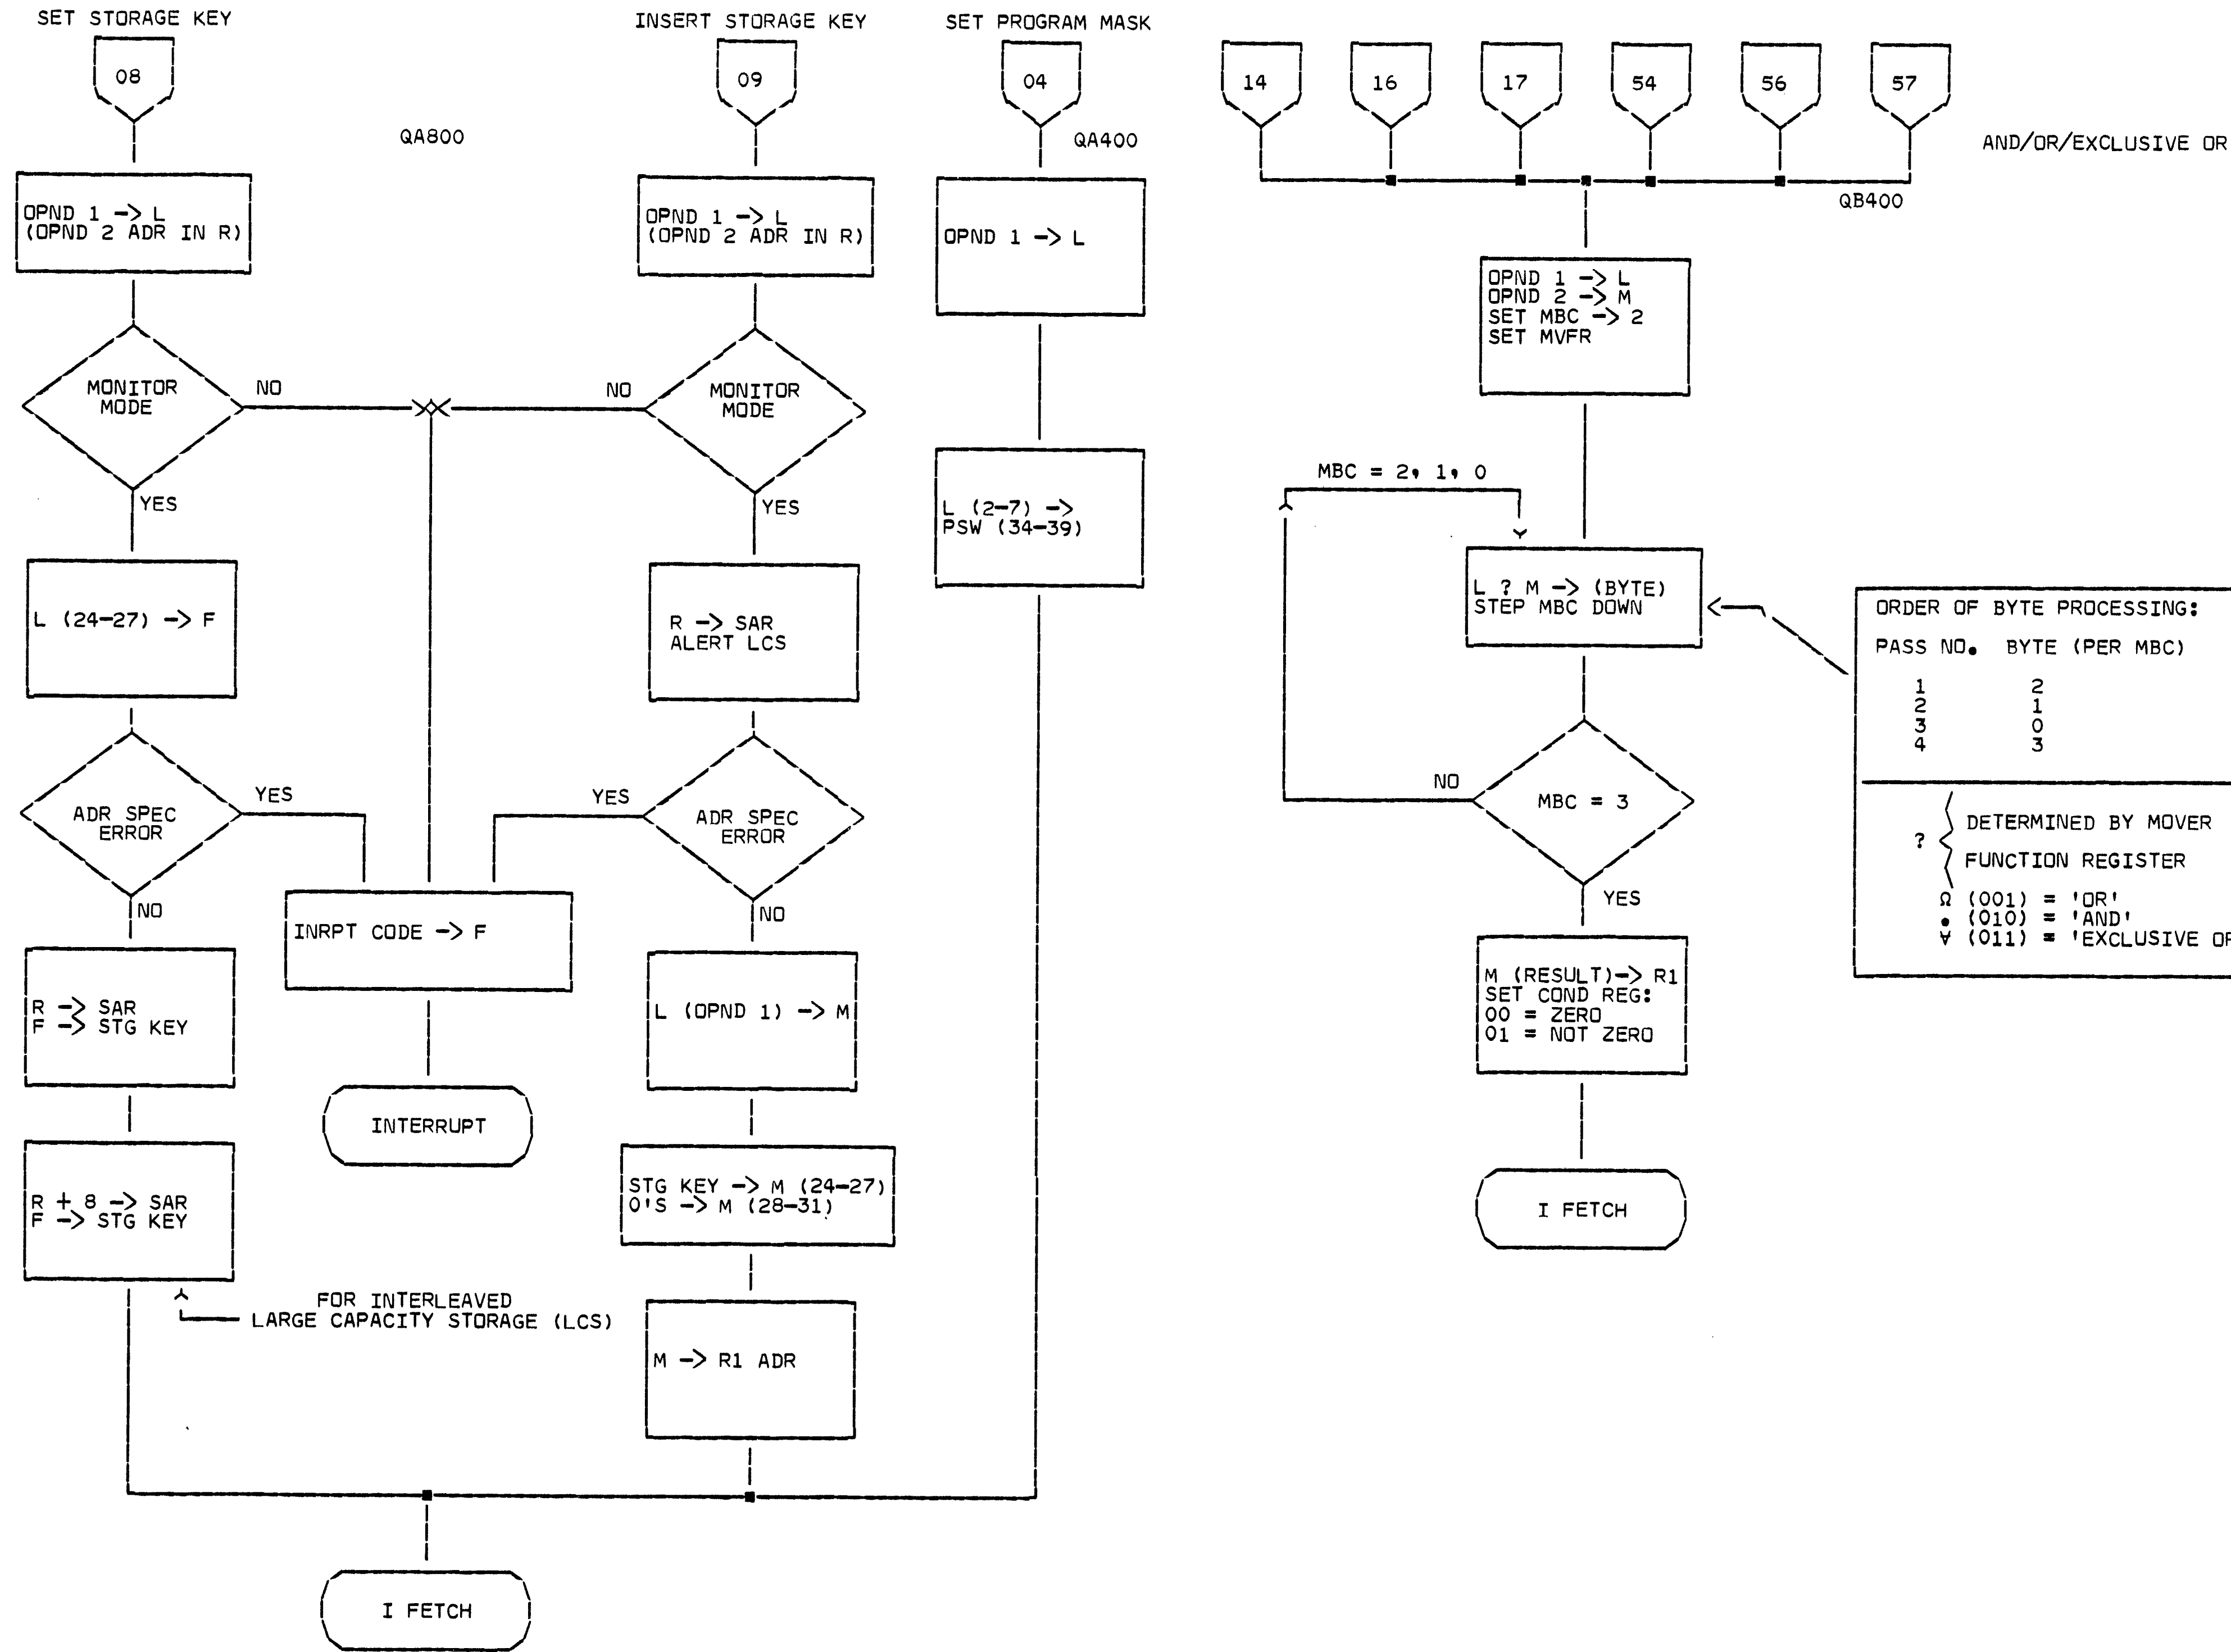 SET STORAGE KEY
08
QA800
OPND 1 -> L
(OPND 2 ADR IN R)
MONITOR
MODE
NO
YES
L (24-27) -> F
ADR SPEC
ERROR
YES
NO
R -> SAR
F -> STG KEY
R + 8 -> SAR
F -> STG KEY
FOR INTERLEAVED
LARGE CAPACITY STORAGE (LCS)
INRPT CODE -> F
INTERRUPT
INSERT STORAGE KEY
09
OPND 1 -> L
(OPND 2 ADR IN R)
MONITOR
MODE
NO
YES
R -> SAR
ALERT LCS
ADR SPEC
ERROR
YES
NO
L (OPND 1) -> M
STG KEY -> M (24-27)
0'S -> M (28-31)
M -> R1 ADR
SET PROGRAM MASK
04
QA400
OPND 1 -> L
L (2-7) ->
PSW (34-39)
I FETCH
14 16 17 54 56 57
AND/OR/EXCLUSIVE OR
QB400
OPND 1 -> L
OPND 2 -> M
SET MBC -> 2
SET MVFR
MBC = 2, 1, 0
L ? M -> (BYTE)
STEP MBC DOWN
MBC = 3
NO
YES
M (RESULT)-> R1
SET COND REG:
00 = ZERO
01 = NOT ZERO
I FETCH
ORDER OF BYTE PROCESSING:
PASS NO. BYTE (PER MBC)
1 2
2 1
3 0
4 3
? DETERMINED BY MOVER
FUNCTION REGISTER
Ω (001) = 'OR'
• (010) = 'AND'
∀ (011) = 'EXCLUSIVE OR